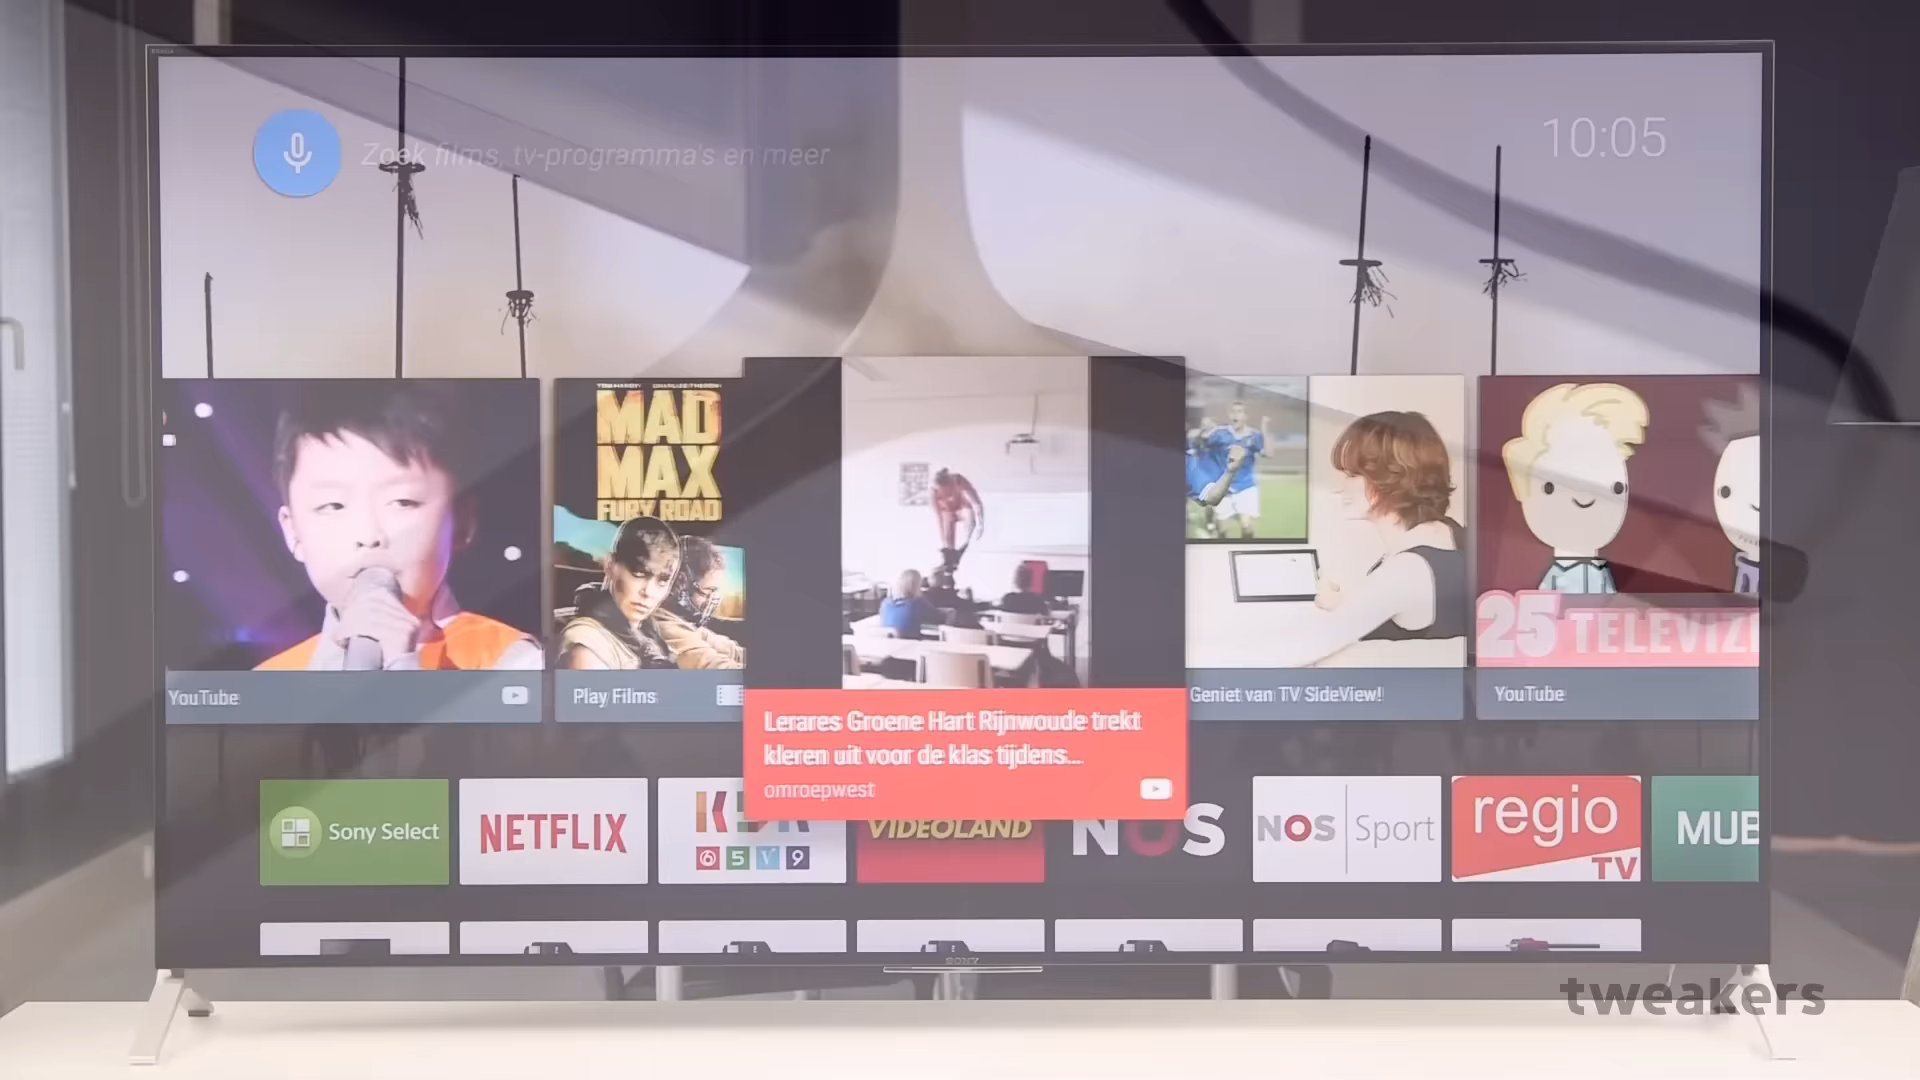 10:05
Zoek films, tv-programma's en meer
MAD
MAX
FURY ROAD
25 TELEVIZI
YouTube
Play Films
Geniet van TV SideView!
YouTube
Lerares Groene Hart Rijnwoude trekt
kleren uit voor de klas tijdens...
omroepwest
Sony Select
NETFLIX
6 5 V 9
VIDEOLAND
NOS
NOS Sport
regio
TV
MUB
SONY
tweakers